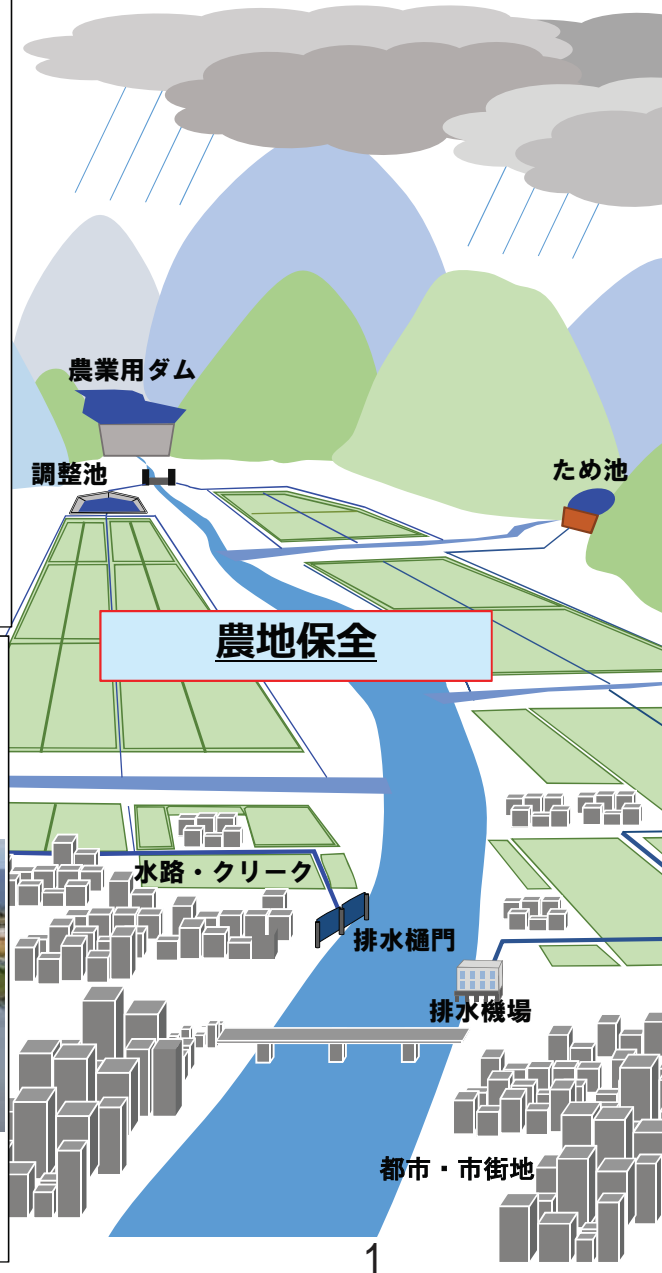 農業用ダム
調整池
ため池
農地保全
水路・クリーク
排水樋門
排水機場
都市・市街地
1